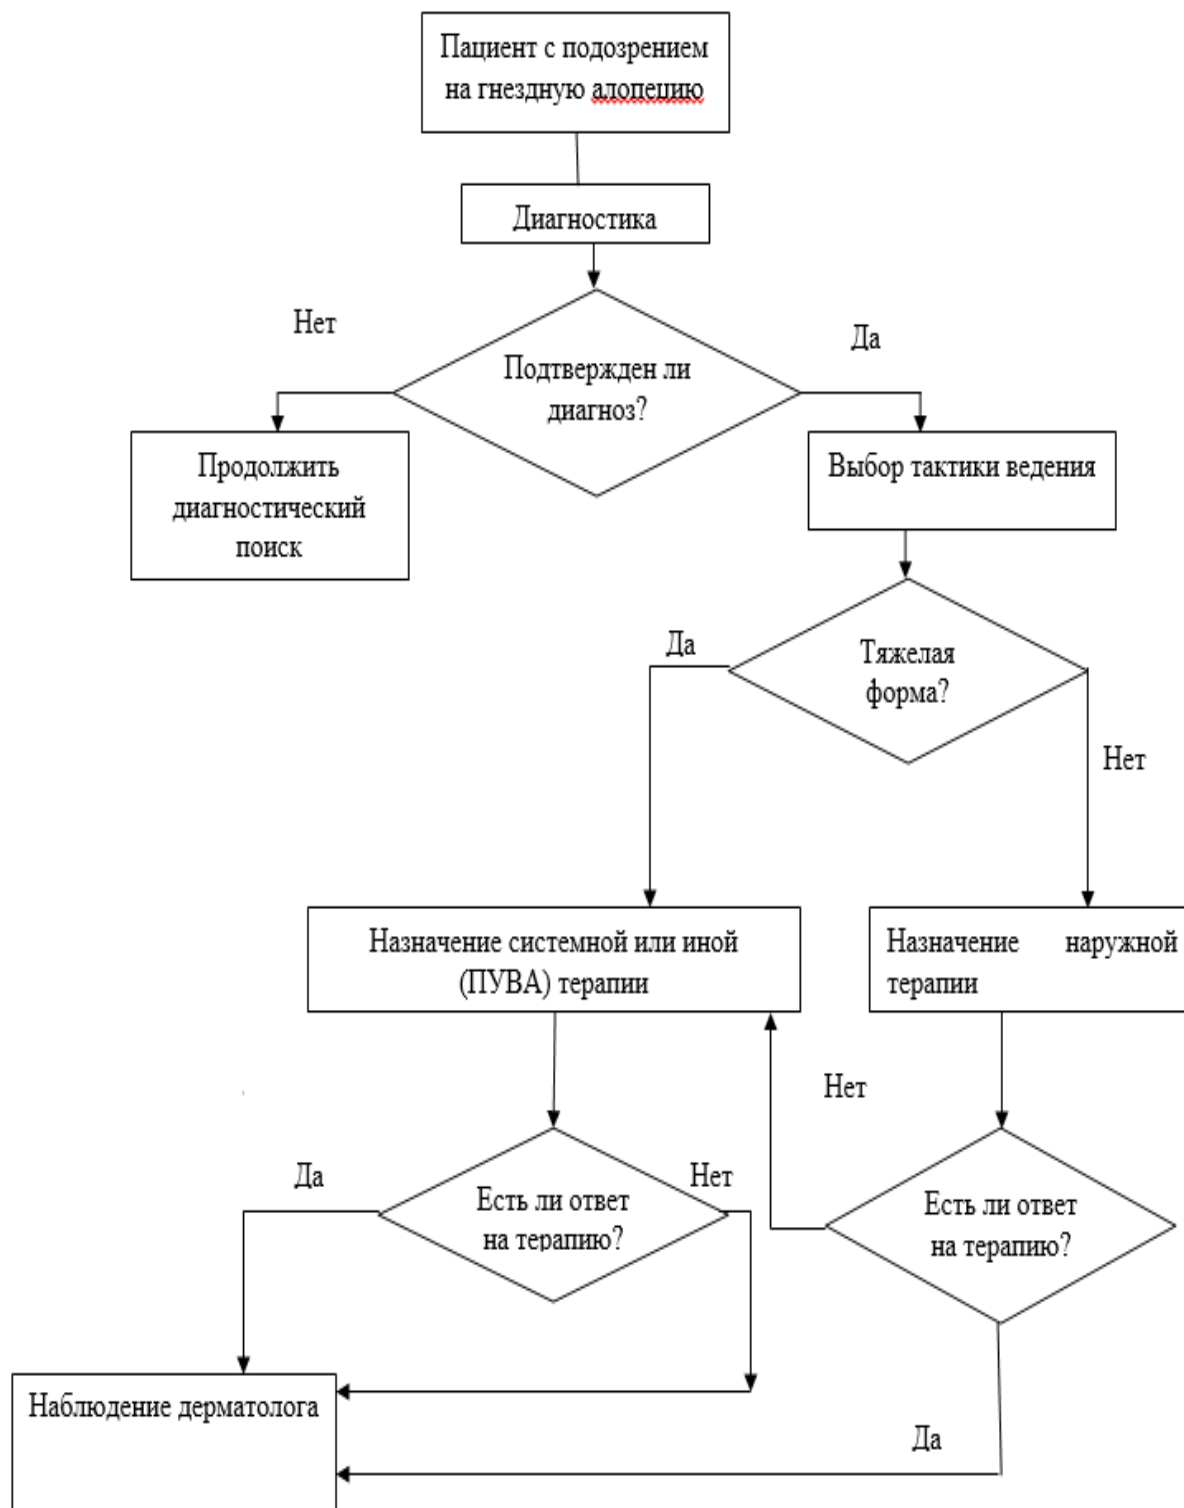 Пациент с подозрением
на гнездную алопецию
Диагностика
Нет
Да
Подтвержден ли
диагноз?
Продолжить
диагностический
поиск
Выбор тактики ведения
Да
Тяжелая
форма?
Нет
Назначение системной или иной
(ПУВА) терапии
Назначение наружной
терапии
Нет
Да
Нет
Есть ли ответ
на терапию?
Есть ли ответ
на терапию?
Наблюдение дерматолога
Да